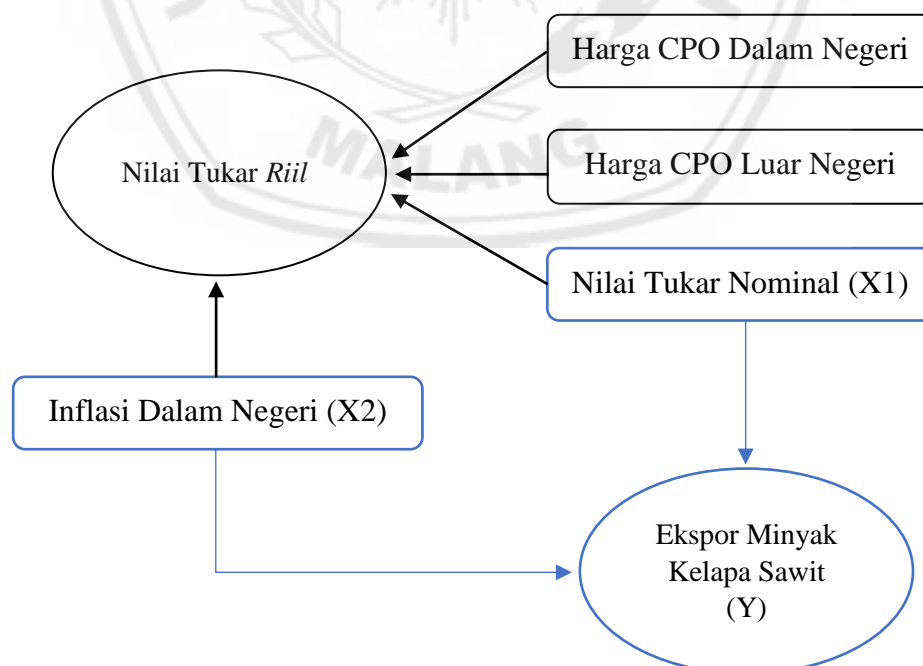 Harga CPO Dalam Negeri
MALANG
Nilai Tukar Riil
Harga CPO Luar Negeri
Nilai Tukar Nominal (X1)
Inflasi Dalam Negeri (X2)
Ekspor Minyak
Kelapa Sawit
(Y)